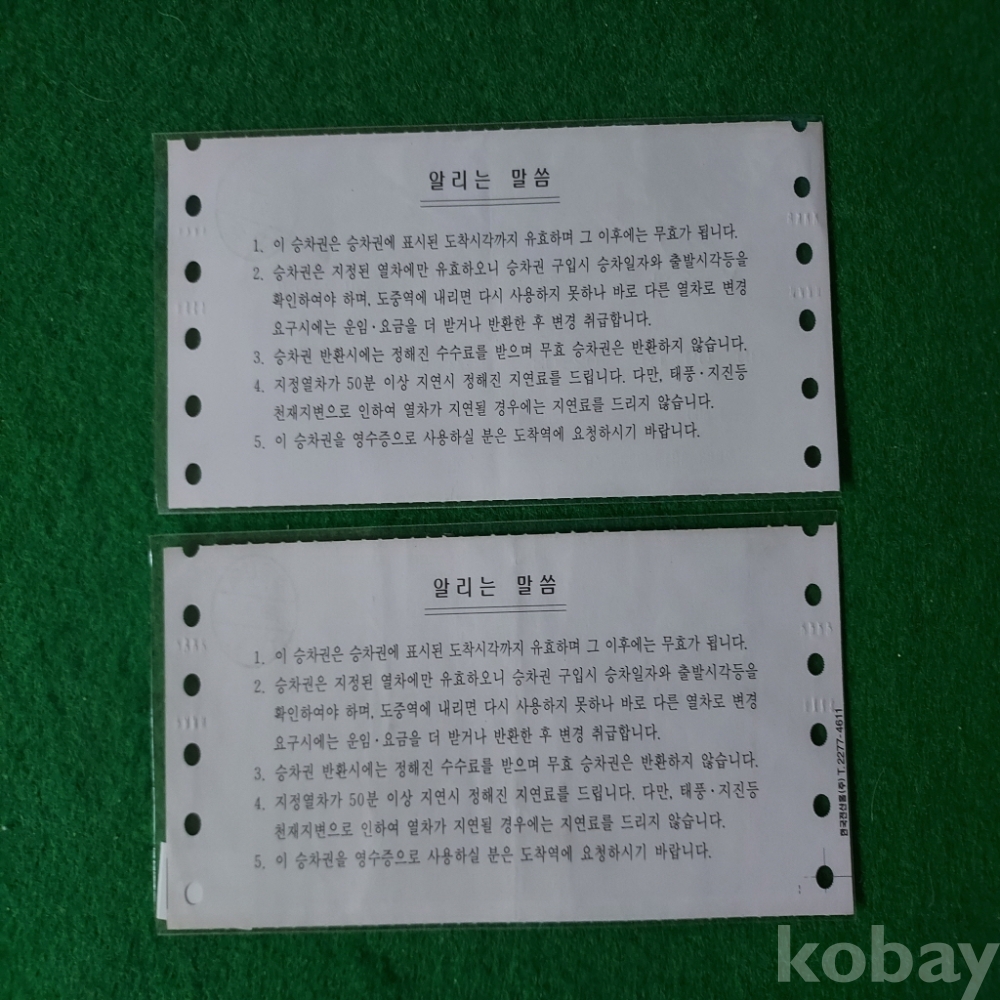 알리는 말씀
1. 이 승차권은 승차권에 표시된 도착시각까지 유효하며 그 이후에는 무효가 됩니다.
2. 승차권은 지정된 열차에만 유효하오니 승차권 구입시 승차일자와 출발시각등을
확인하여야 하며, 도중역에 내리면 다시 사용하지 못하나 바로 다른 열차로 변경
요구시에는 운임·요금을 더 받거나 반환한 후 변경 취급합니다.
3. 승차권 반환시에는 정해진 수수료를 받으며 무효 승차권은 반환하지 않습니다.
4. 지정열차가 50분 이상 지연시 정해진 지연료를 드립니다. 다만, 태풍·지진등
천재지변으로 인하여 열차가 지연될 경우에는 지연료를 드리지 않습니다.
5. 이 승차권을 영수증으로 사용하실 분은 도착역에 요청하시기 바랍니다.
알리는 말씀
1. 이 승차권은 승차권에 표시된 도착시각까지 유효하며 그 이후에는 무효가 됩니다.
2. 승차권은 지정된 열차에만 유효하오니 승차권 구입시 승차일자와 출발시각등을
확인하여야 하며, 도중역에 내리면 다시 사용하지 못하나 바로 다른 열차로 변경
요구시에는 운임·요금을 더 받거나 반환한 후 변경 취급합니다.
3. 승차권 반환시에는 정해진 수수료를 받으며 무효 승차권은 반환하지 않습니다.
4. 지정열차가 50분 이상 지연시 정해진 지연료를 드립니다. 다만, 태풍·지진등
천재지변으로 인하여 열차가 지연될 경우에는 지연료를 드리지 않습니다.
5. 이 승차권을 영수증으로 사용하실 분은 도착역에 요청하시기 바랍니다.
T.2277-4611
kobay